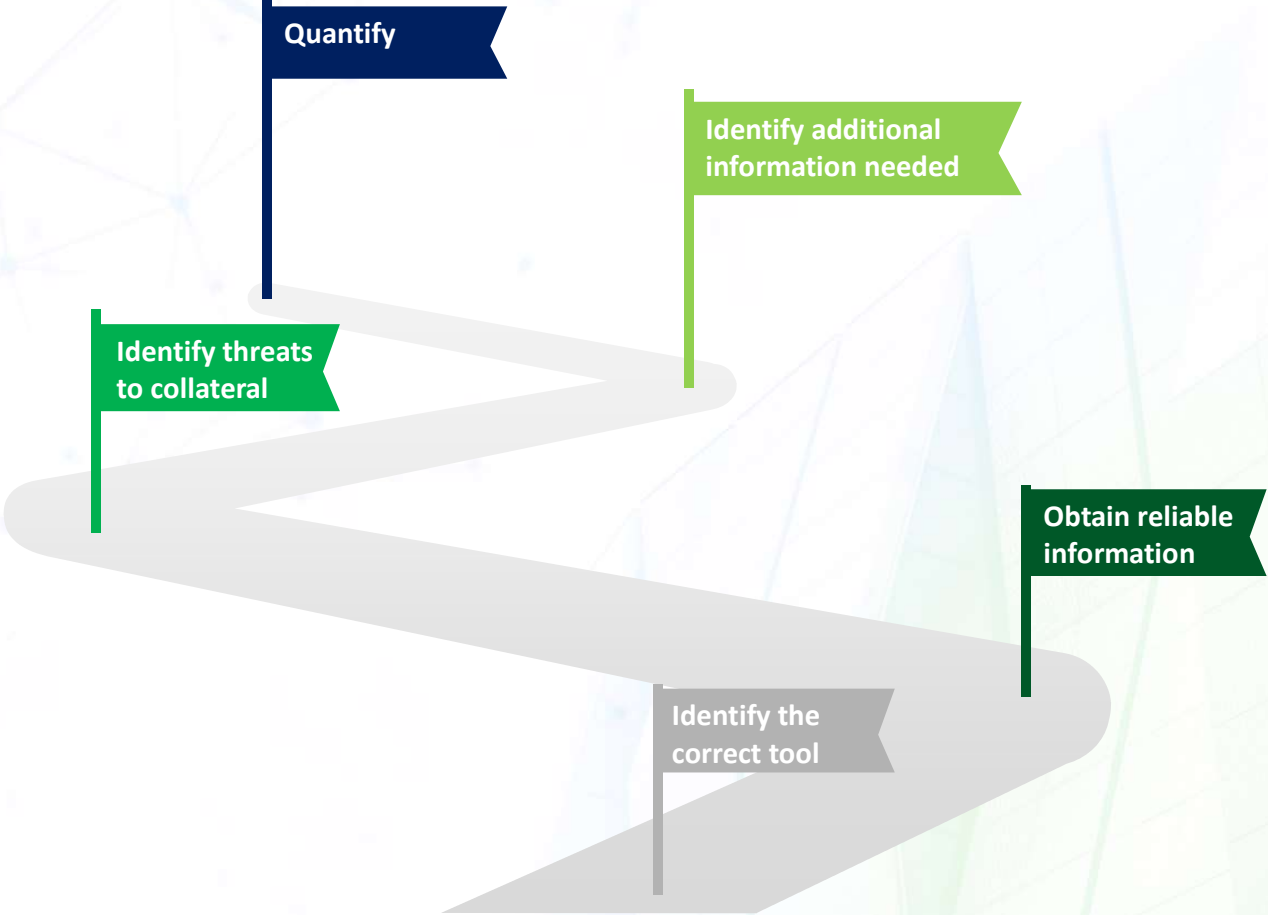 Quantify
Identify additional
information needed
Identify threats
to collateral
Obtain reliable
information
Identify the
correct tool